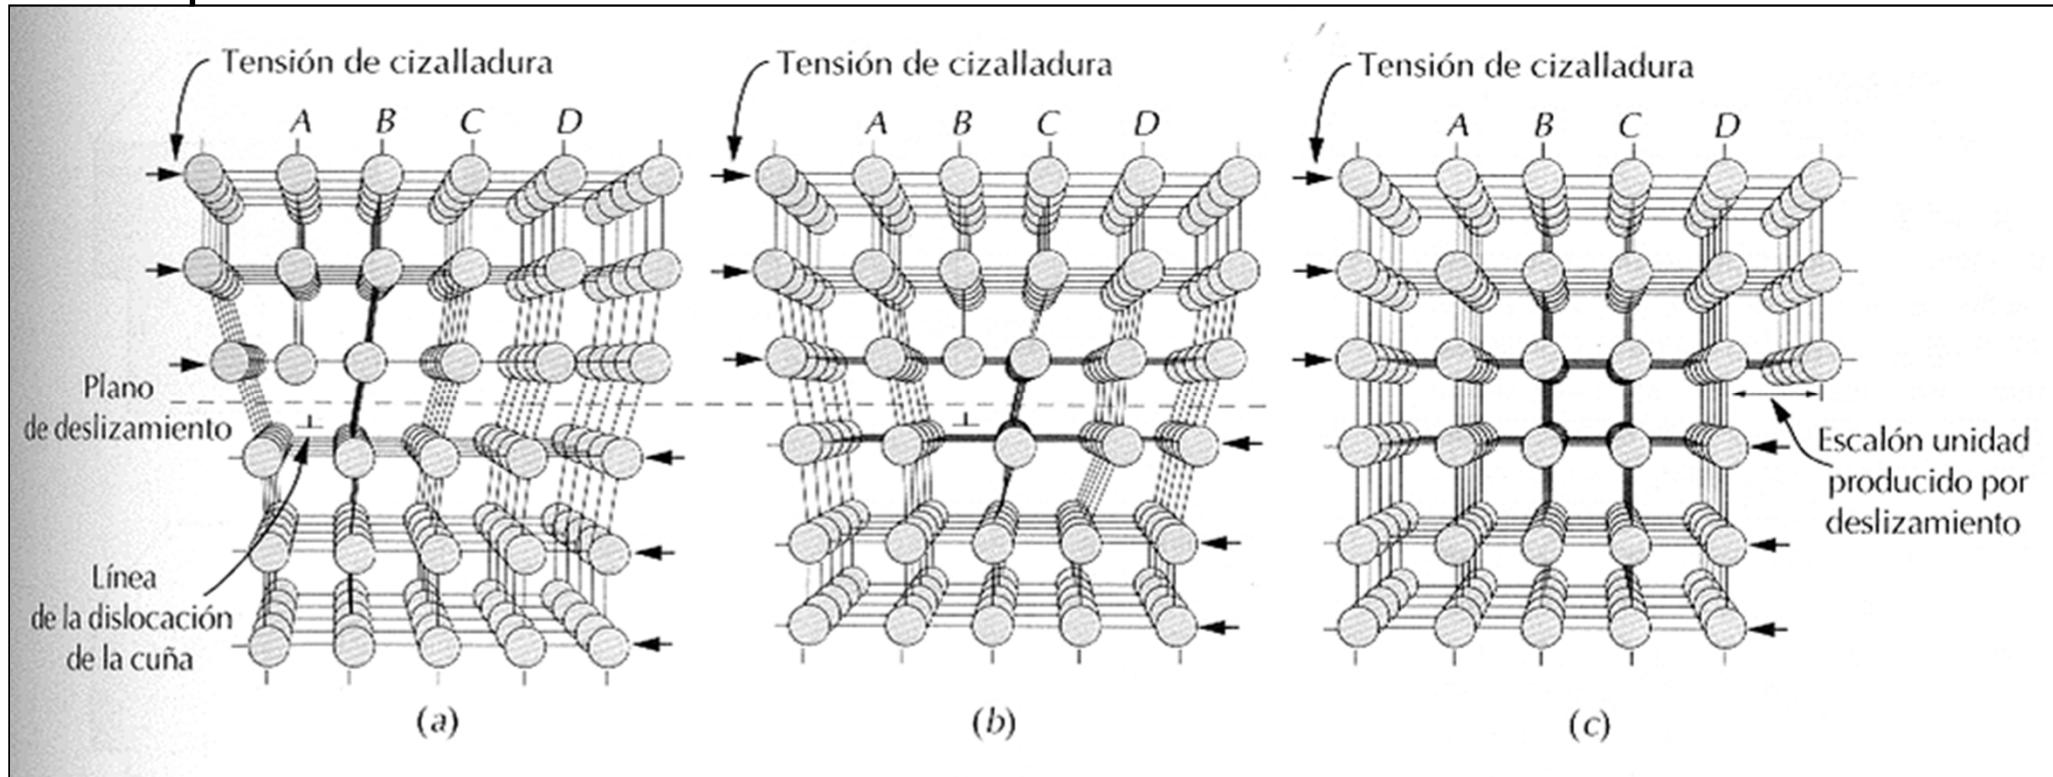 Tensión de cizalladura
A B C D
Plano
de deslizamiento
Línea
de la dislocación
de la cuña
(a)
Tensión de cizalladura
A B C D
(b)
Tensión de cizalladura
A B C D
Escalón unidad
producido por
deslizamiento
(c)